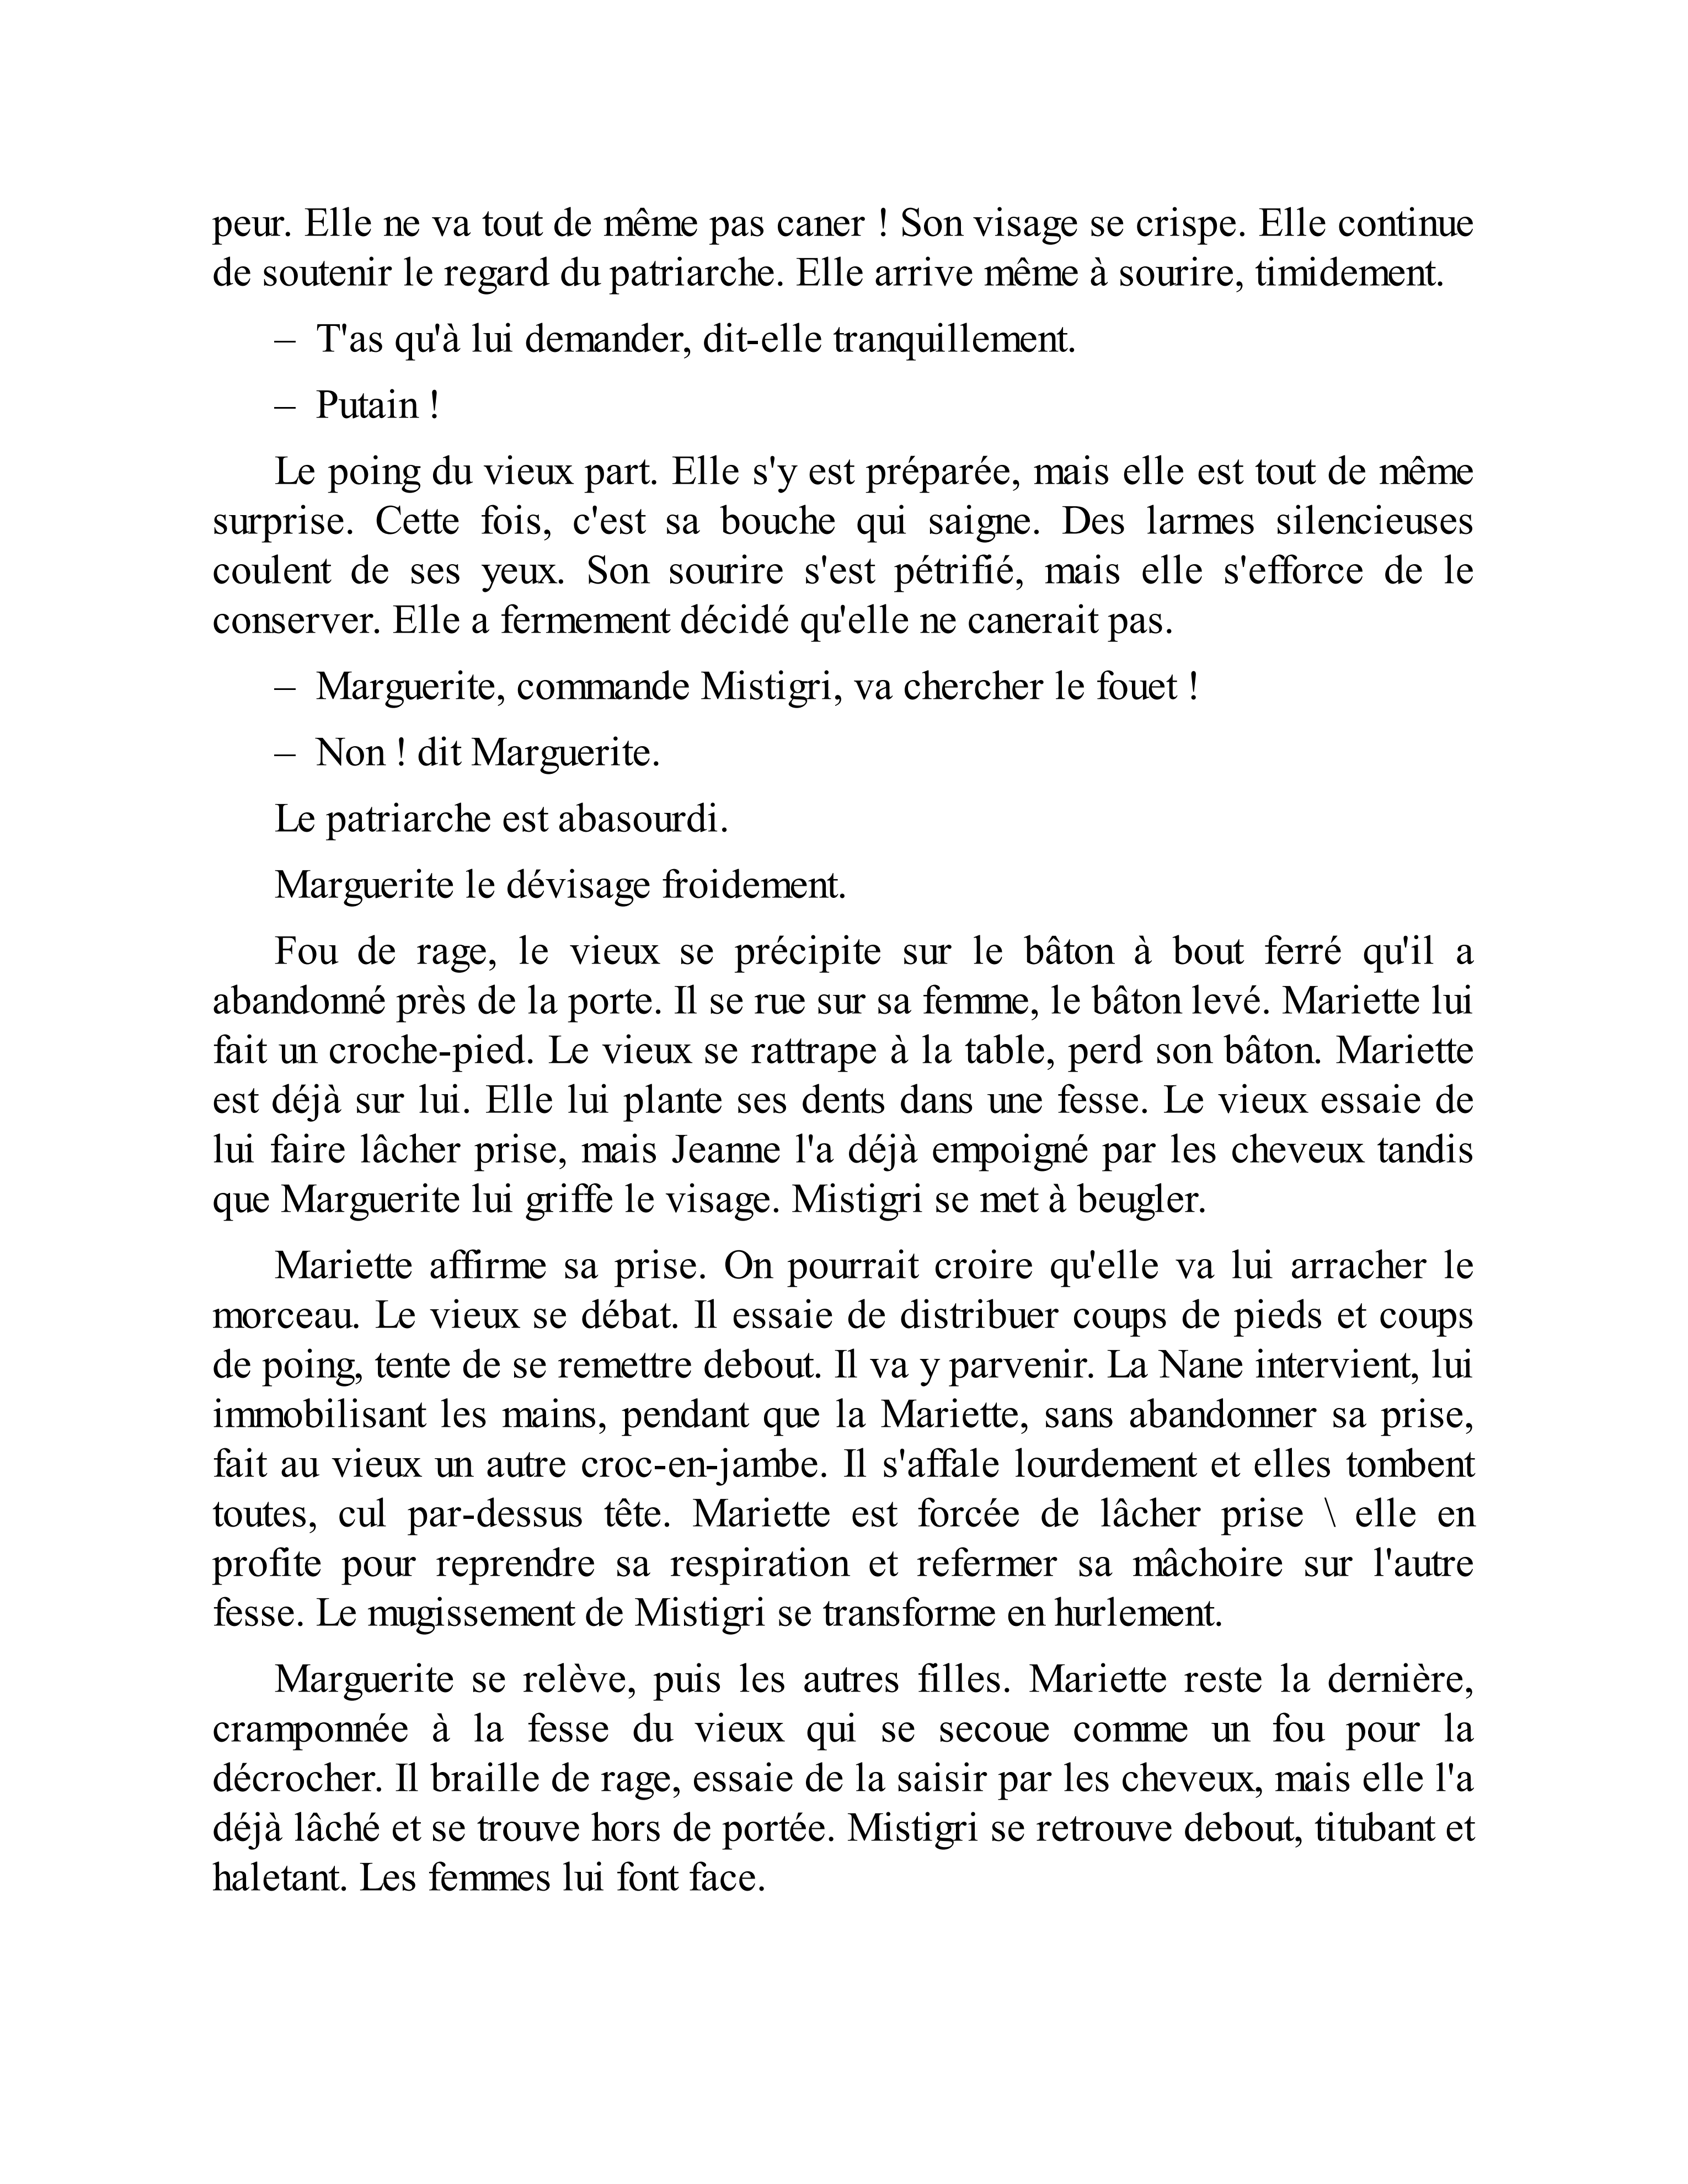 peur. Elle ne va tout de même pas caner ! Son visage se crispe. Elle continue
de soutenir le regard du patriarche. Elle arrive même à sourire, timidement.
– T'as qu'à lui demander, dit-elle tranquillement.
– Putain !
Le poing du vieux part. Elle s'y est préparée, mais elle est tout de même
surprise. Cette fois, c'est sa bouche qui saigne. Des larmes silencieuses
coulent de ses yeux. Son sourire s'est pétrifié, mais elle s'efforce de le
conserver. Elle a fermement décidé qu'elle ne canerait pas.
– Marguerite, commande Mistigri, va chercher le fouet !
– Non ! dit Marguerite.
Le patriarche est abasourdi.
Marguerite le dévisage froidement.
Fou de rage, le vieux se précipite sur le bâton à bout ferré qu'il a
abandonné près de la porte. Il se rue sur sa femme, le bâton levé. Mariette lui
fait un croche-pied. Le vieux se rattrape à la table, perd son bâton. Mariette
est déjà sur lui. Elle lui plante ses dents dans une fesse. Le vieux essaie de
lui faire lâcher prise, mais Jeanne l'a déjà empoigné par les cheveux tandis
que Marguerite lui griffe le visage. Mistigri se met à beugler.
Mariette affirme sa prise. On pourrait croire qu'elle va lui arracher le
morceau. Le vieux se débat. Il essaie de distribuer coups de pieds et coups
de poing, tente de se remettre debout. Il va y parvenir. La Nane intervient, lui
immobilisant les mains, pendant que la Mariette, sans abandonner sa prise,
fait au vieux un autre croc-en-jambe. Il s'affale lourdement et elles tombent
toutes, cul par-dessus tête. Mariette est forcée de lâcher prise \ elle en
profite pour reprendre sa respiration et refermer sa mâchoire sur l'autre
fesse. Le mugissement de Mistigri se transforme en hurlement.
Marguerite se relève, puis les autres filles. Mariette reste la dernière,
cramponnée à la fesse du vieux qui se secoue comme un fou pour la
décrocher. Il braille de rage, essaie de la saisir par les cheveux, mais elle l'a
déjà lâché et se trouve hors de portée. Mistigri se retrouve debout, titubant et
haletant. Les femmes lui font face.